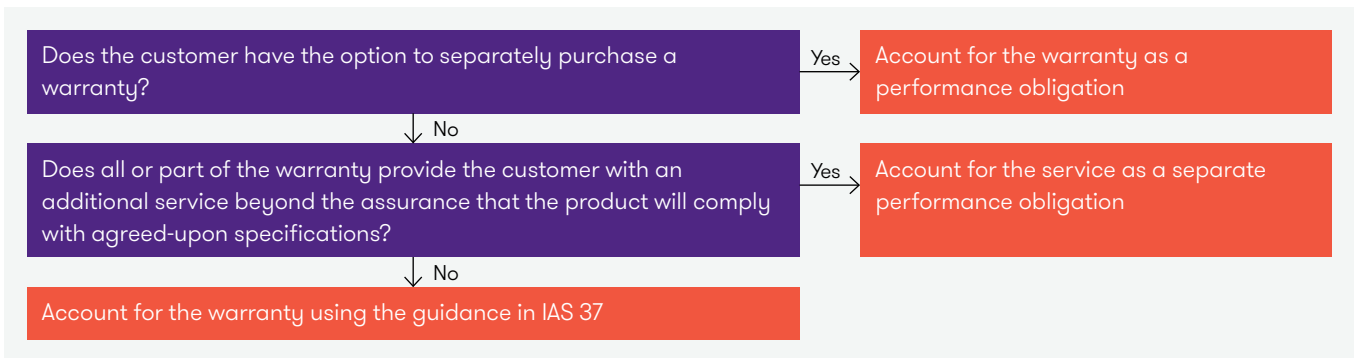 Does the customer have the option to separately purchase a
warranty?
Yes
Account for the warranty as a
performance obligation
No
Does all or part of the warranty provide the customer with an
additional service beyond the assurance that the product will comply
with agreed-upon specifications?
Yes
Account for the service as a separate
performance obligation
No
Account for the warranty using the guidance in IAS 37